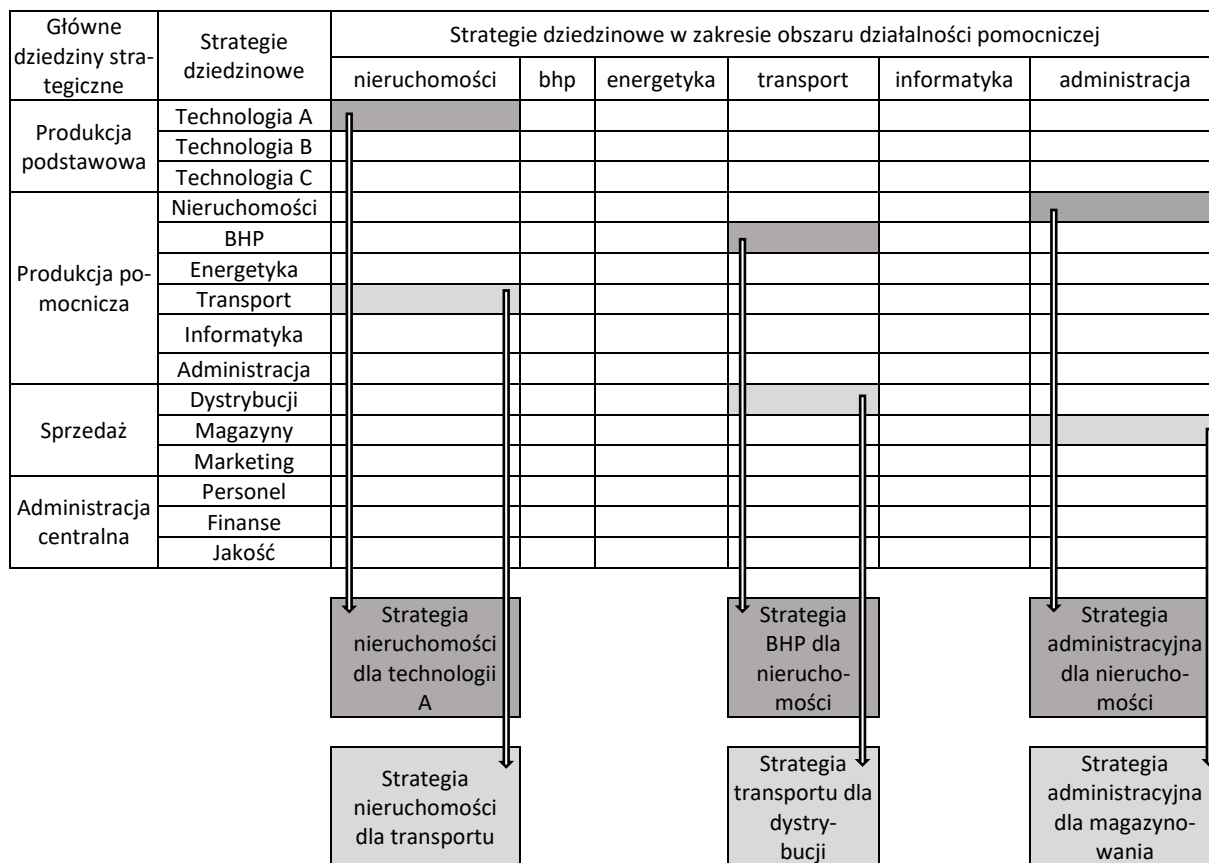 Główne
dziedziny stra-
tegiczne
Strategie
dziedzinowe
Strategie dziedzinowe w zakresie obszaru działalności pomocniczej
nieruchomości bhp energetyka transport informatyka administracja
Produkcja
podstawowa
Technologia A
Technologia B
Technologia C
Produkcja po-
mocnicza
Nieruchomości
BHP
Energetyka
Transport
Informatyka
Administracja
Sprzedaż
Dystrybucji
Magazyny
Marketing
Administracja
centralna
Personel
Finanse
Jakość
Strategia
nieruchomości
dla technologii
A
Strategia
BHP dla
nierucho-
mości
Strategia
administracyjna
dla nierucho-
mości
Strategia
nieruchomości
dla transportu
Strategia
transportu dla
dystry-
bucji
Strategia
administracyjna
dla magazyno-
wania